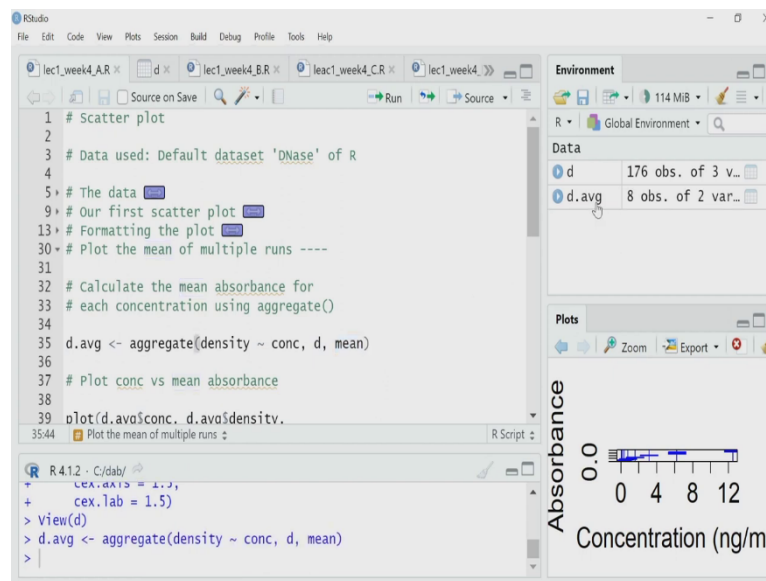 RStudio
File Edit Code View Plots Session Build Debug Profile Tools Help
lec1_week4_A.R × d × lec1_week4_B.R × leac1_week4_C.R × lec1_week4_
Source on Save Run Source
1 # Scatter plot
2
3 # Data used: Default dataset 'DNase' of R
4
5 # The data
9 # Our first scatter plot
13 # Formatting the plot
30 # Plot the mean of multiple runs ----
31
32 # Calculate the mean absorbance for
33 # each concentration using aggregate()
34
35 d.avg <- aggregate(density ~ conc, d, mean)
36
37 # Plot conc vs mean absorbance
38
39 plot(d.avg$conc, d.avg$density,
35:44 Plot the mean of multiple runs R Script
R 4.1.2 · C:/dab/
+ cex.axis = 1.5,
+ cex.lab = 1.5)
> View(d)
> d.avg <- aggregate(density ~ conc, d, mean)
>
Environment
114 MiB
R Global Environment
Data
d 176 obs. of 3 v…
d.avg 8 obs. of 2 var…
Plots
Zoom Export
Absorbance
0.0
0 4 8 12
Concentration (ng/m